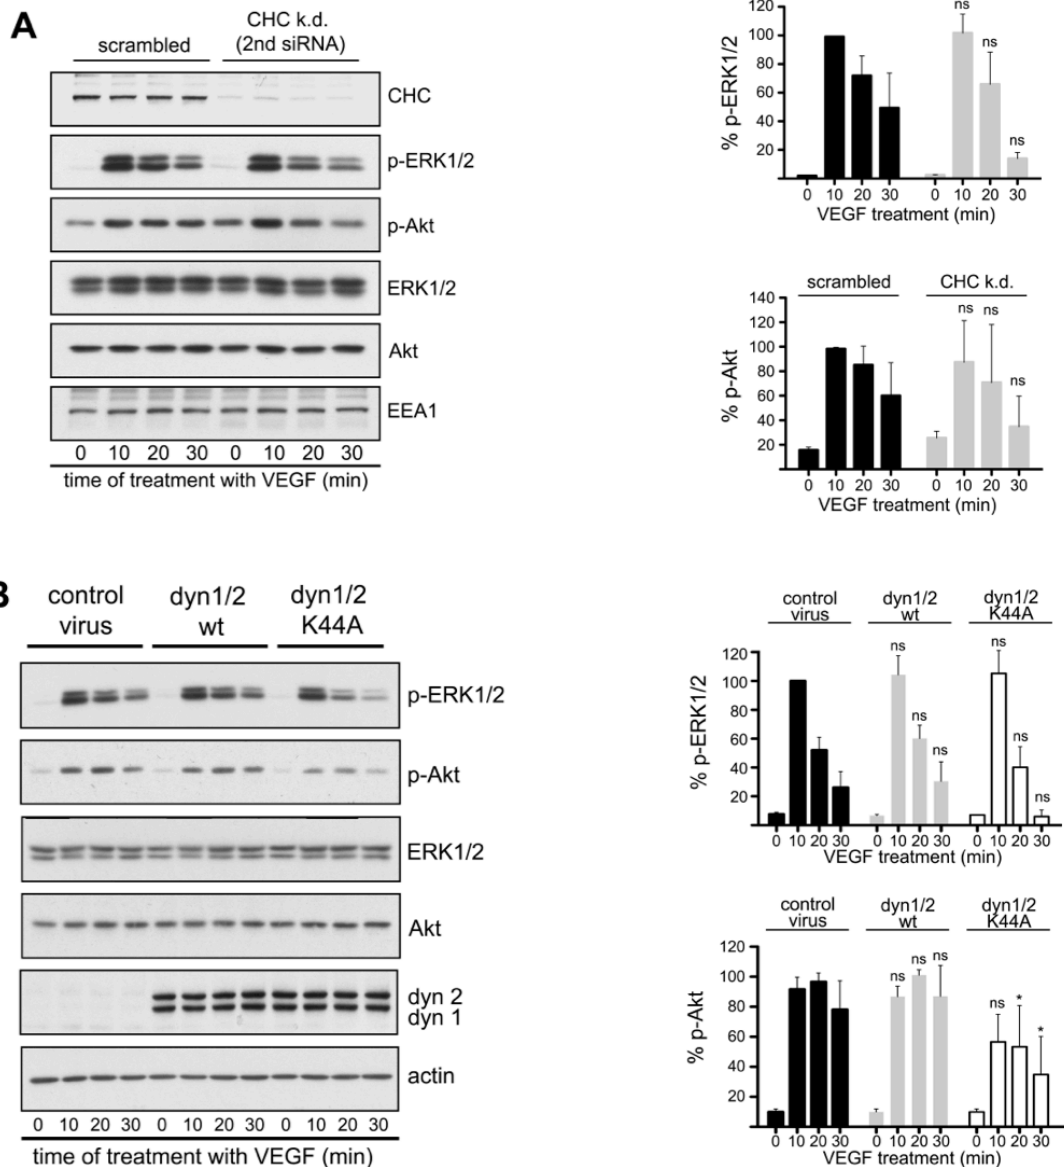 A
scrambled
CHC k.d.
(2nd siRNA)
CHC
p-ERK1/2
p-Akt
ERK1/2
Akt
EEA1
0 10 20 30 0 10 20 30
time of treatment with VEGF (min)
120
100
80
60
40
20
% p-ERK1/2
ns
ns
ns
0 10 20 30 0 10 20 30
VEGF treatment (min)
scrambled CHC k.d.
140
120
100
80
60
40
20
% p-Akt
ns
ns
ns
0 10 20 30 0 10 20 30
VEGF treatment (min)
B
control
virus
dyn1/2
wt
dyn1/2
K44A
p-ERK1/2
p-Akt
ERK1/2
Akt
dyn 2
dyn 1
actin
0 10 20 30 0 10 20 30 0 10 20 30
time of treatment with VEGF (min)
control
virus
dyn1/2
wt
dyn1/2
K44A
120
100
80
60
40
20
% p-ERK1/2
ns
ns
ns
ns
ns
ns
0 10 20 30 0 10 20 30 0 10 20 30
VEGF treatment (min)
control
virus
dyn1/2
wt
dyn1/2
K44A
120
100
80
60
40
20
% p-Akt
ns
ns
ns
ns
*
*
0 10 20 30 0 10 20 30 0 10 20 30
VEGF treatment (min)